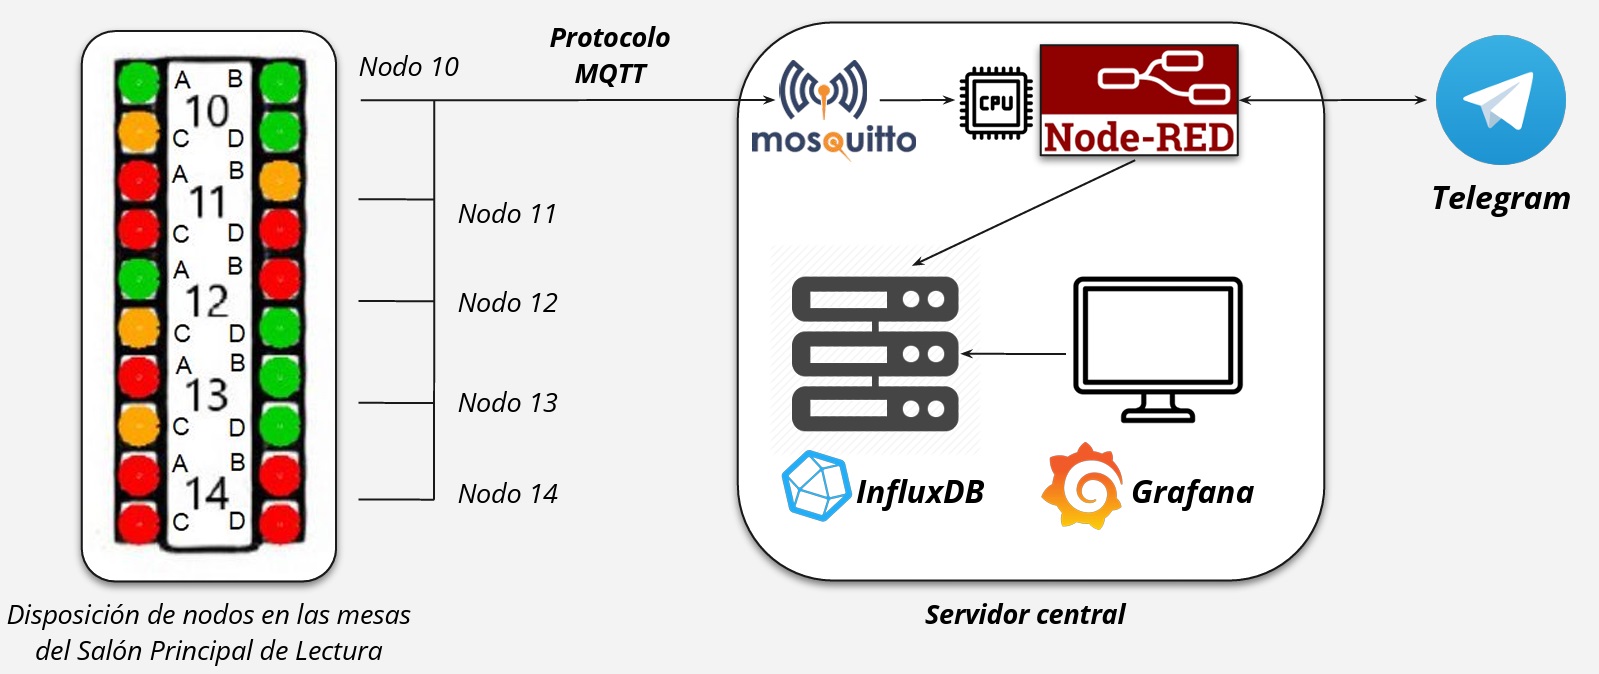 A B
10
C D
A B
11
C D
A B
12
C D
A B
13
C D
A B
14
C D
Disposición de nodos en las mesas
del Salón Principal de Lectura
Nodo 10
Nodo 11
Nodo 12
Nodo 13
Nodo 14
Protocolo
MQTT
mosquitto
CPU
Node-RED
InfluxDB
Grafana
Servidor central
Telegram